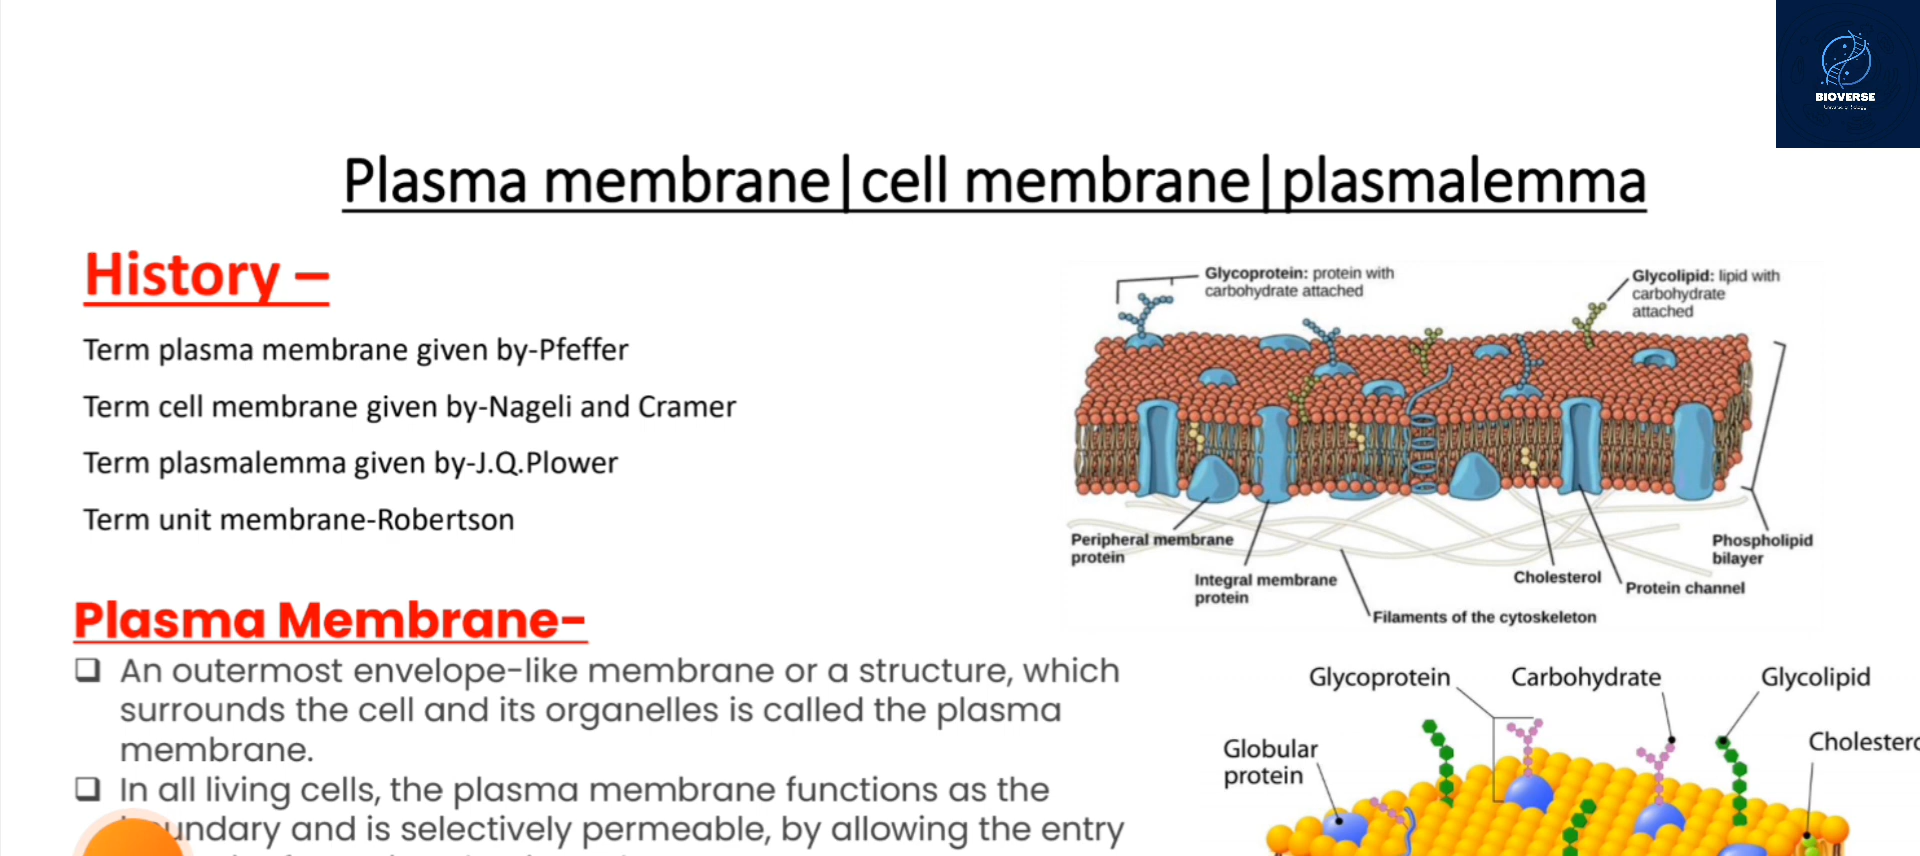 BIOVERSE
Plasma membrane|cell membrane|plasmalemma
History –
Term plasma membrane given by-Pfeffer
Term cell membrane given by-Nageli and Cramer
Term plasmalemma given by-J.Q.Plower
Term unit membrane-Robertson
Glycoprotein: protein with
carbohydrate attached
Glycolipid: lipid with
carbohydrate
attached
Peripheral membrane
protein
Integral membrane
protein
Filaments of the cytoskeleton
Cholesterol
Protein channel
Phospholipid
bilayer
Plasma Membrane-
An outermost envelope-like membrane or a structure, which
surrounds the cell and its organelles is called the plasma
membrane.
In all living cells, the plasma membrane functions as the
undary and is selectively permeable, by allowing the entry
Glycoprotein
Carbohydrate
Glycolipid
Globular
protein
Cholestero